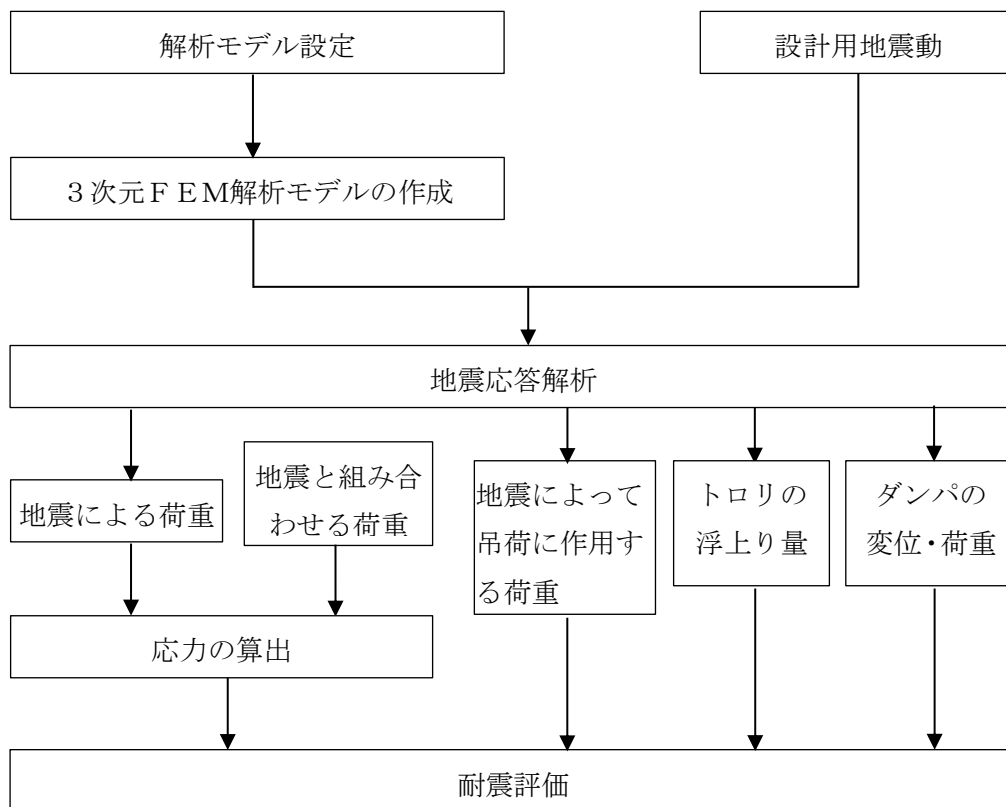 解析モデル設定
設計用地震動
3次元FEM解析モデルの作成
地震応答解析
地震による荷重
地震と組み合
わせる荷重
地震によって
吊荷に作用す
る荷重
トロリの
浮上り量
ダンパの
変位・荷重
応力の算出
耐震評価